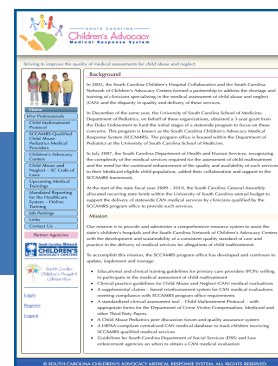 SOUTH CAROLINA
Children's Advocacy
Medical Response System
Striving to improve the quality of medical assessments for child abuse and neglect
Home
For Professionals
Child Maltreatment
Protocol
SCCAMRS Qualified
Child Abuse
Pediatrics Medical
Providers
Children's Advocacy
Centers
Child Abuse and
Neglect - SC Code of
Laws
Upcoming Medical
Trainings
Mandated Reporting
for Healthcare
System - Online
Training
Job Postings
Links
Contact Us
Partner Agencies
South Carolina Network of
CHILDREN'S
ADVOCACY CENTERS
South Carolina
Children's Hospital
Collaborative
Login
Register
Logout
Background
In 2003, the South Carolina Children's Hospital Collaborative and the South Carolina
Network of Children's Advocacy Centers formed a partnership to address the shortage and
training of clinicians specializing in the medical assessment of child abuse and neglect
(CAN) and the disparity in quality and delivery of these services.
In December of the same year, the University of South Carolina School of Medicine,
Department of Pediatrics, on behalf of these organizations, obtained a 3-year grant from
the Duke Endowment to fund the initial stages of a statewide program to focus on these
concerns. This program is known as the South Carolina Children's Advocacy Medical
Response System (SCCAMRS). The program office is housed within the Department of
Pediatrics at the University of South Carolina School of Medicine.
In July 2007, the South Carolina Department of Health and Human Services, recognizing
the complexity of the medical services required for the assessment of child maltreatment
and the need for the continued enhancement of the quality and availability of such services
to their Medicaid eligible child population, added their collaboration and support to the
SCCAMRS framework.
At the start of the state fiscal year 2009 - 2010, the South Carolina General Assembly
allocated recurring state funds within the University of South Carolina annual budget to
support the delivery of statewide CAN medical services by clinicians qualified by the
SCCAMRS program office to provide such services.
Mission
Our mission is to provide and administer a comprehensive resource system to assist the
state's children's hospitals and the South Carolina Network of Children's Advocacy Centers
with the development and sustainability of a consistent quality standard of care and
practice in the delivery of medical services for allegations of child maltreatment.
To accomplish this mission, the SCCAMRS program office has developed and continues to
update, implement and manage:
Educational and clinical training guidelines for primary care providers (PCPs) willing
to participate in the medical assessment of child maltreatment
Clinical practice guidelines for Child Abuse and Neglect (CAN) medical evaluations
A supplemental claims - based reimbursement system for CAN medical evaluations
meeting compliance with SCCAMRS program office requirements
A standardized clinical assessment tool - Child Maltreatment Protocol - with
appropriate forms for the Department of Crime Victim Compensation, Medicaid and
other Third Party Payers
A Child Abuse Pediatrics peer discussion forum and quality assurance system
A HIPAA compliant centralized CAN medical database to track children receiving
SCCAMRS qualified medical services
Guidelines for South Carolina Department of Social Services (DSS) and Law
enforcement agencies on when to obtain a CAN medical evaluation
© SOUTH CAROLINA CHILDREN'S ADVOCACY MEDICAL RESPONSE SYSTEM. ALL RIGHTS RESERVED.